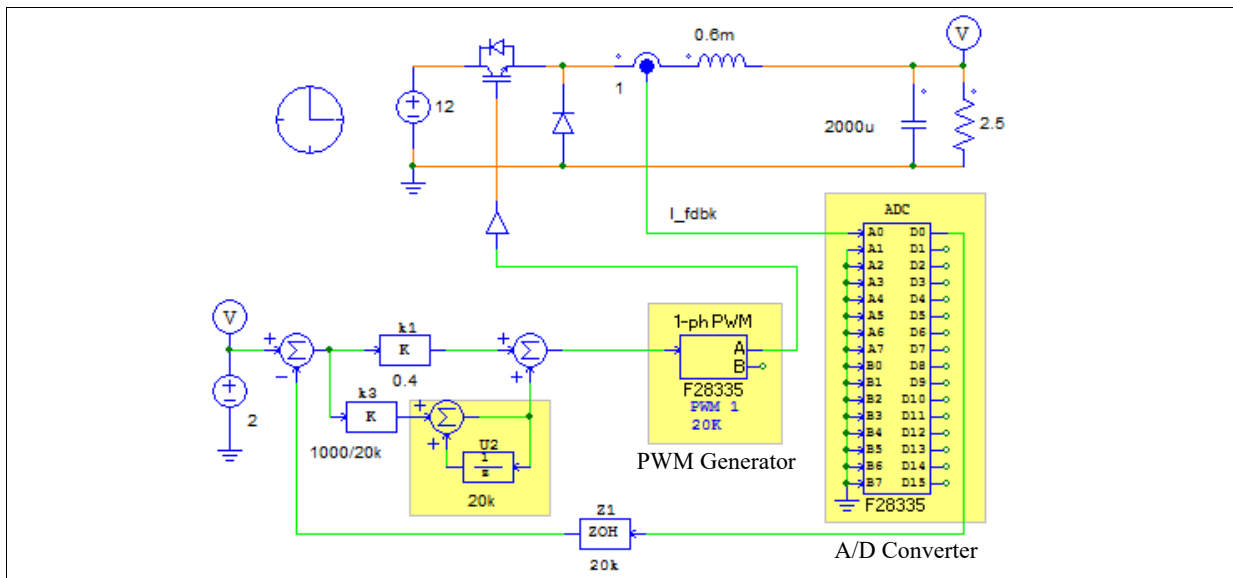 V
0.6m
12
1
2000u
2.5
I_fdbk
ADC
A0 D0
A1 D1
A2 D2
A3 D3
A4 D4
A5 D5
A6 D6
A7 D7
B0 D8
B1 D9
B2 D10
B3 D11
B4 D12
B5 D13
B6 D14
B7 D15
F28335
A/D Converter
V
2
Σ
k1
K
0.4
Σ
k3
K
1000/20k
Σ
U2
1
z
20k
1-ph PWM
A
B
F28335
PWM 1
20K
PWM Generator
Z1
ZOH
20k